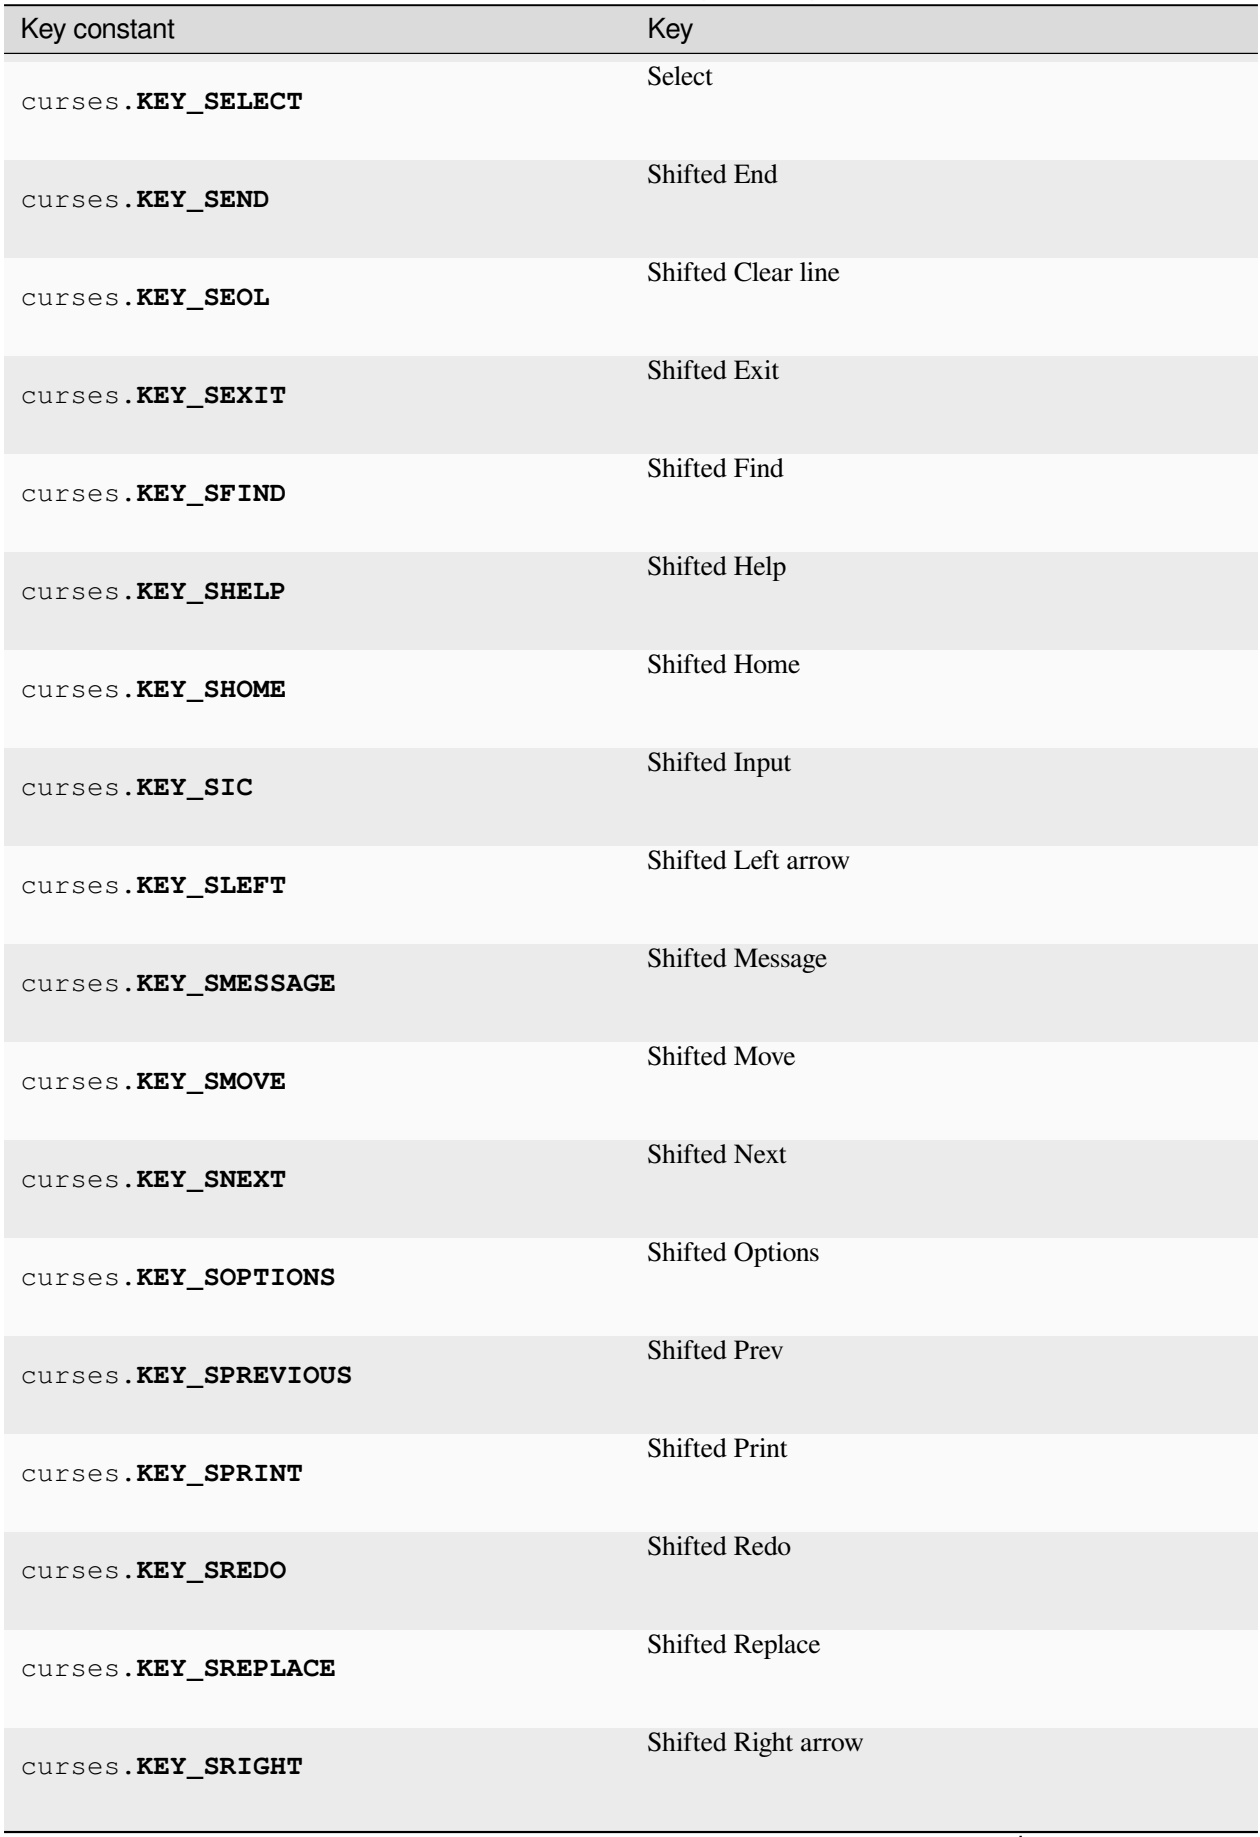 Key constant Key
Select
curses.KEY_SELECT
Shifted End
curses.KEY_SEND
Shifted Clear line
curses.KEY_SEOL
Shifted Exit
curses.KEY_SEXIT
Shifted Find
curses.KEY_SFIND
Shifted Help
curses.KEY_SHELP
Shifted Home
curses.KEY_SHOME
Shifted Input
curses.KEY_SIC
Shifted Left arrow
curses.KEY_SLEFT
Shifted Message
curses.KEY_SMESSAGE
Shifted Move
curses.KEY_SMOVE
Shifted Next
curses.KEY_SNEXT
Shifted Options
curses.KEY_SOPTIONS
Shifted Prev
curses.KEY_SPREVIOUS
Shifted Print
curses.KEY_SPRINT
Shifted Redo
curses.KEY_SREDO
Shifted Replace
curses.KEY_SREPLACE
Shifted Right arrow
curses.KEY_SRIGHT